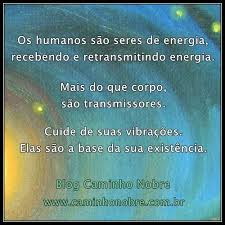 Os humanos são seres de energia,
recebendo e retransmitindo energia.
Mais do que corpo,
são transmissores.
Cuide de suas vibrações.
Elas são a base da sua existência.
Blog Caminho Nobre
www.caminhonobre.com.br